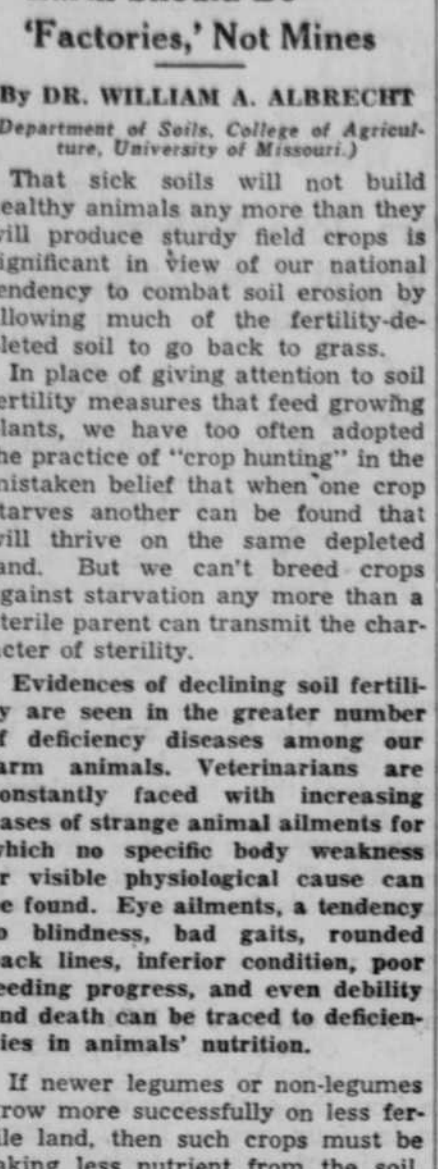 'Factories,' Not Mines
By DR. WILLIAM A. ALBRECHT
Department of Soils, College of Agricul-
ture, University of Missouri.)
That sick soils will not build
ealthy animals any more than they
ill produce sturdy field crops is
ignificant in view of our national
endency to combat soil erosion by
llowing much of the fertility-de-
leted soil to go back to grass.
In place of giving attention to soil
ertility measures that feed growing
lants, we have too often adopted
he practice of "crop hunting" in the
mistaken belief that when one crop
tarves another can be found that
ill thrive on the same depleted
and. But we can't breed crops
gainst starvation any more than a
terile parent can transmit the char-
cter of sterility.
Evidences of declining soil fertili-
y are seen in the greater number
f deficiency diseases among our
arm animals. Veterinarians are
onstantly faced with increasing
ases of strange animal ailments for
hich no specific body weakness
r visible physiological cause can
e found. Eye ailments, a tendency
o blindness, bad gaits, rounded
ack lines, inferior condition, poor
eeding progress, and even debility
nd death can be traced to deficien-
ies in animals' nutrition.
If newer legumes or non-legumes
row more successfully on less fer-
ile land, then such crops must be
aking less nutrient from the soil